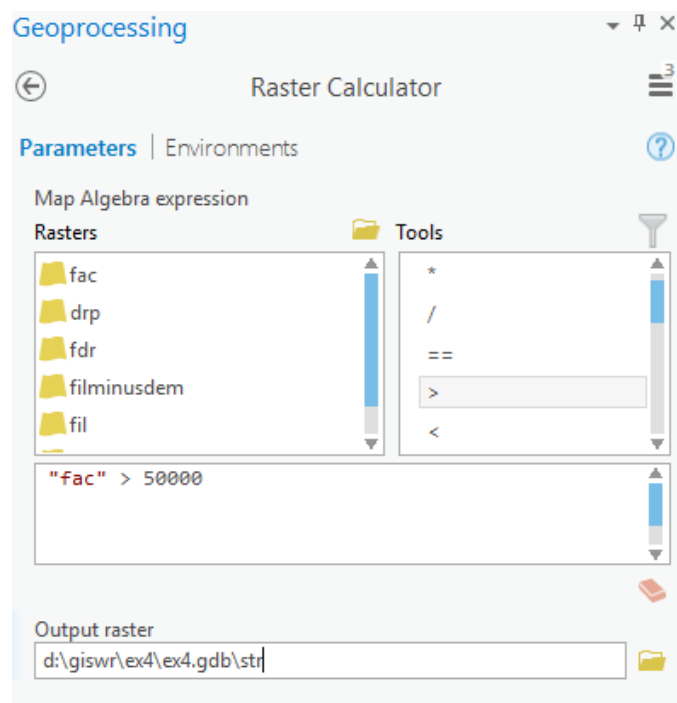 Geoprocessing
Raster Calculator
3
Parameters | Environments
?
Map Algebra expression
Rasters
Tools
fac
drp
fdr
filminusdem
fil
*
/
==
>
<
"fac" > 50000
Output raster
d:\giswr\ex4\ex4.gdb\str